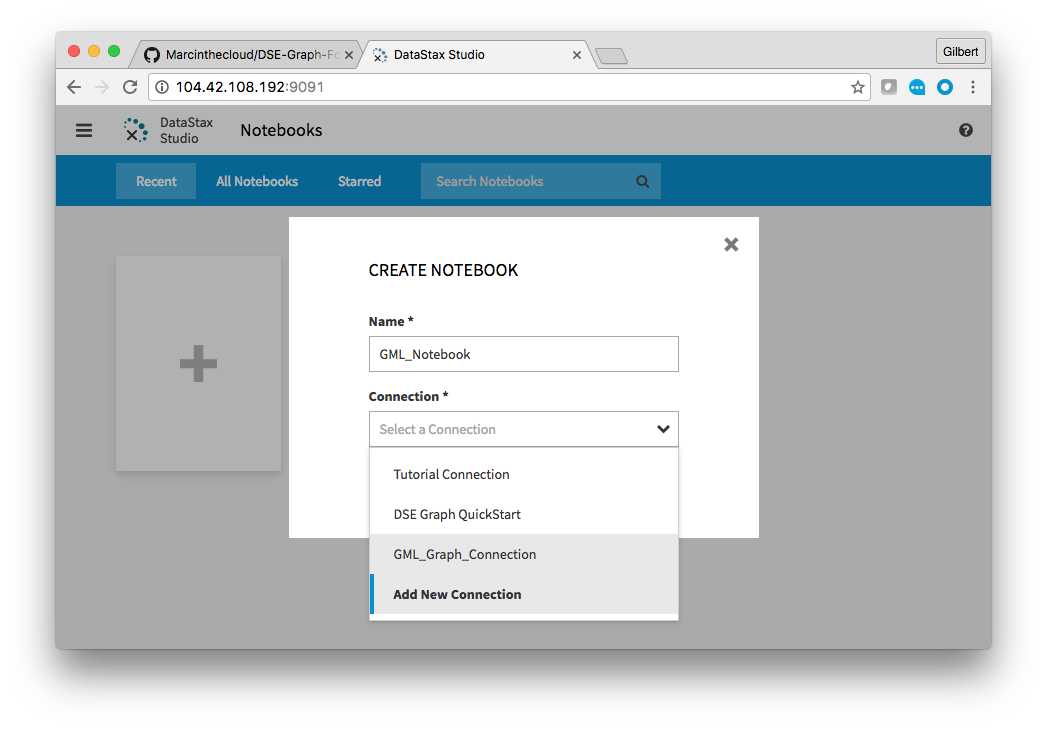 Marcinthecloud/DSE-Graph-Fo
DataStax Studio
Gilbert
104.42.108.192:9091
DataStax
Studio
Notebooks
Recent
All Notebooks
Starred
Search Notebooks
CREATE NOTEBOOK
Name *
GML_Notebook
Connection *
Select a Connection
Tutorial Connection
DSE Graph QuickStart
GML_Graph_Connection
Add New Connection